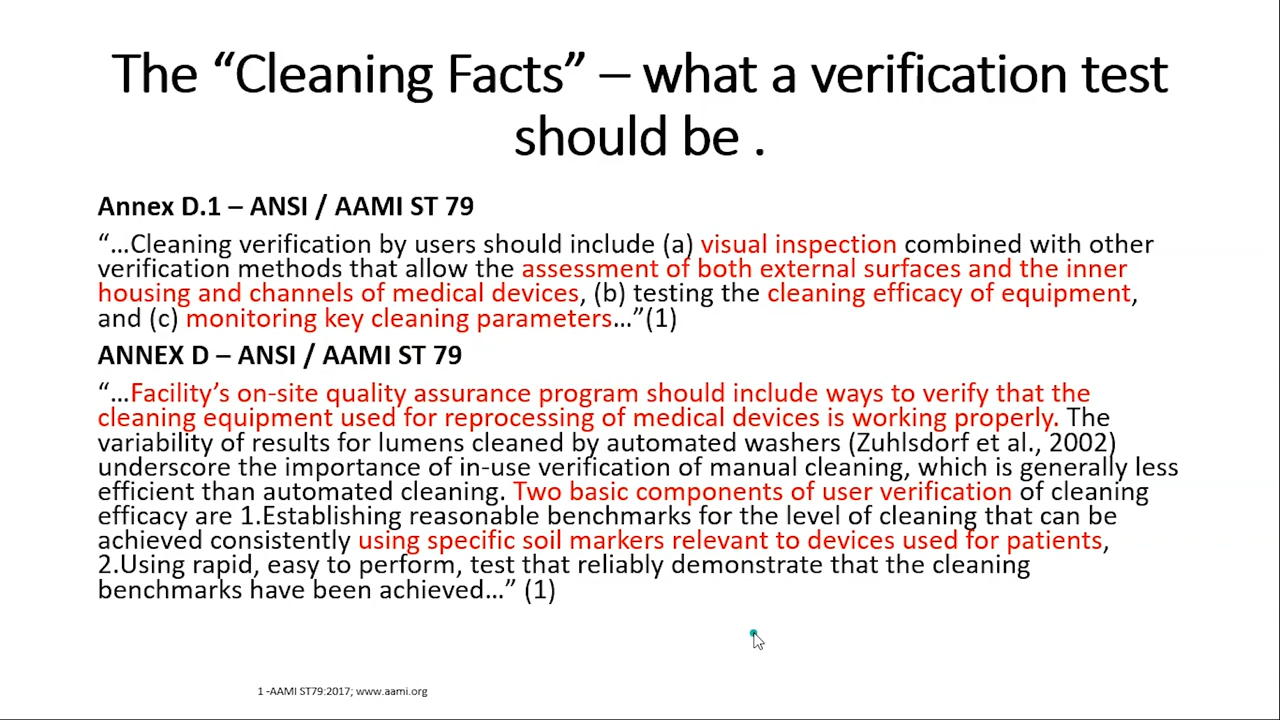 The “Cleaning Facts” – what a verification test
should be .
Annex D.1 – ANSI / AAMI ST 79
“…Cleaning verification by users should include (a) visual inspection combined with other
verification methods that allow the assessment of both external surfaces and the inner
housing and channels of medical devices, (b) testing the cleaning efficacy of equipment,
and (c) monitoring key cleaning parameters…”(1)
ANNEX D – ANSI / AAMI ST 79
“…Facility’s on-site quality assurance program should include ways to verify that the
cleaning equipment used for reprocessing of medical devices is working properly. The
variability of results for lumens cleaned by automated washers (Zuhlsdorf et al., 2002)
underscore the importance of in-use verification of manual cleaning, which is generally less
efficient than automated cleaning. Two basic components of user verification of cleaning
efficacy are 1.Establishing reasonable benchmarks for the level of cleaning that can be
achieved consistently using specific soil markers relevant to devices used for patients,
2.Using rapid, easy to perform, test that reliably demonstrate that the cleaning
benchmarks have been achieved…” (1)
1 -AAMI ST79:2017; www.aami.org